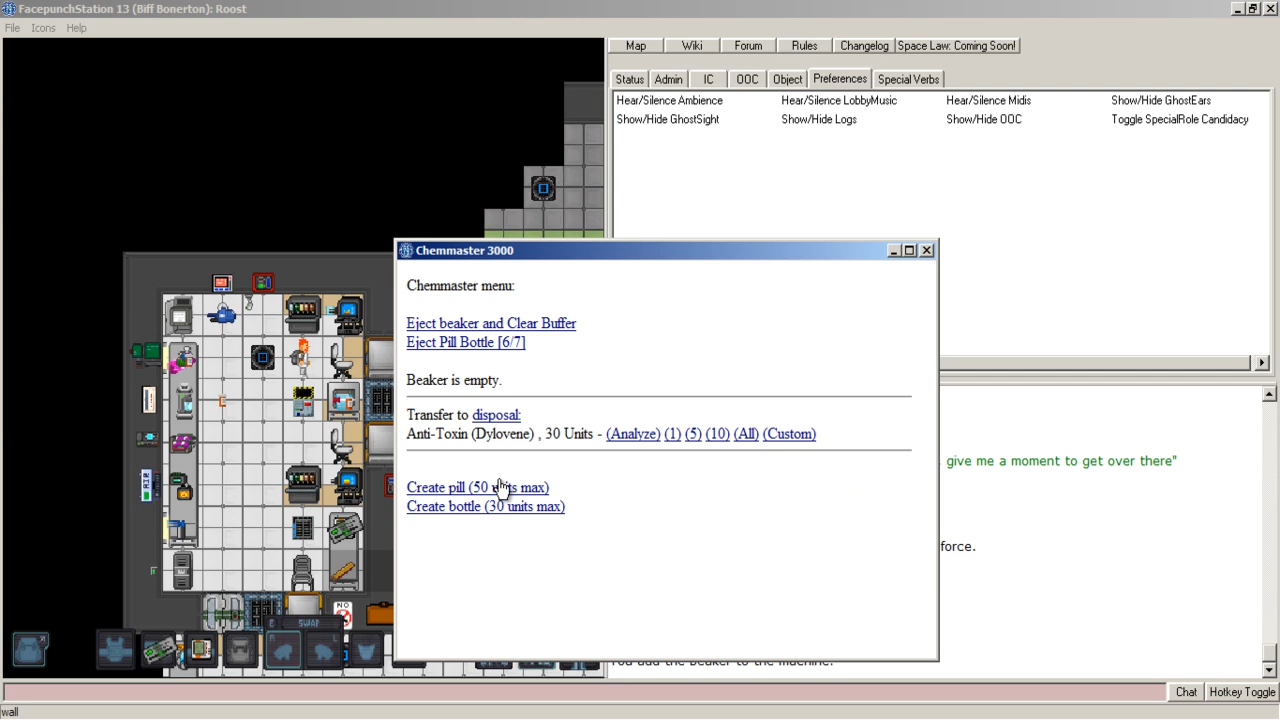 FacepunchStation 13 (Biff Bonerton): Roost
File Icons Help
Map Wiki Forum Rules Changelog Space Law: Coming Soon!
Status Admin IC OOC Object Preferences Special Verbs
Hear/Silence Ambience Hear/Silence LobbyMusic Hear/Silence Midis Show/Hide GhostEars
Show/Hide GhostSight Show/Hide Logs Show/Hide OOC Toggle SpecialRole Candidacy
Chemmaster 3000
Chemmaster menu:
Eject beaker and Clear Buffer
Eject Pill Bottle [6/7]
Beaker is empty.
Transfer to disposal:
Anti-Toxin (Dylovene) , 30 Units - (Analyze) (1) (5) (10) (All) (Custom)
Create pill (50 units max)
Create bottle (30 units max)
give me a moment to get over there"
force.
You add the beaker to the machine!
AIR
NO
SWAP
R L
Chat Hotkey Toggle
wall